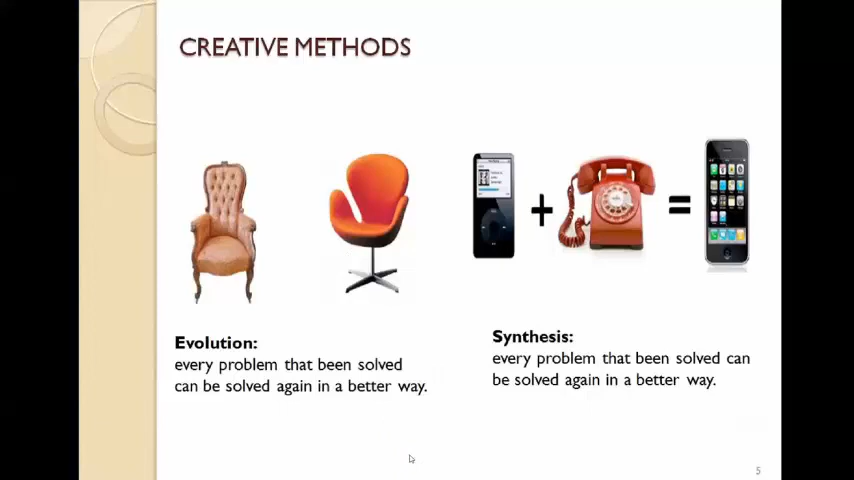 CREATIVE METHODS
+
=
Evolution:
every problem that been solved
can be solved again in a better way.
Synthesis:
every problem that been solved can
be solved again in a better way.
5